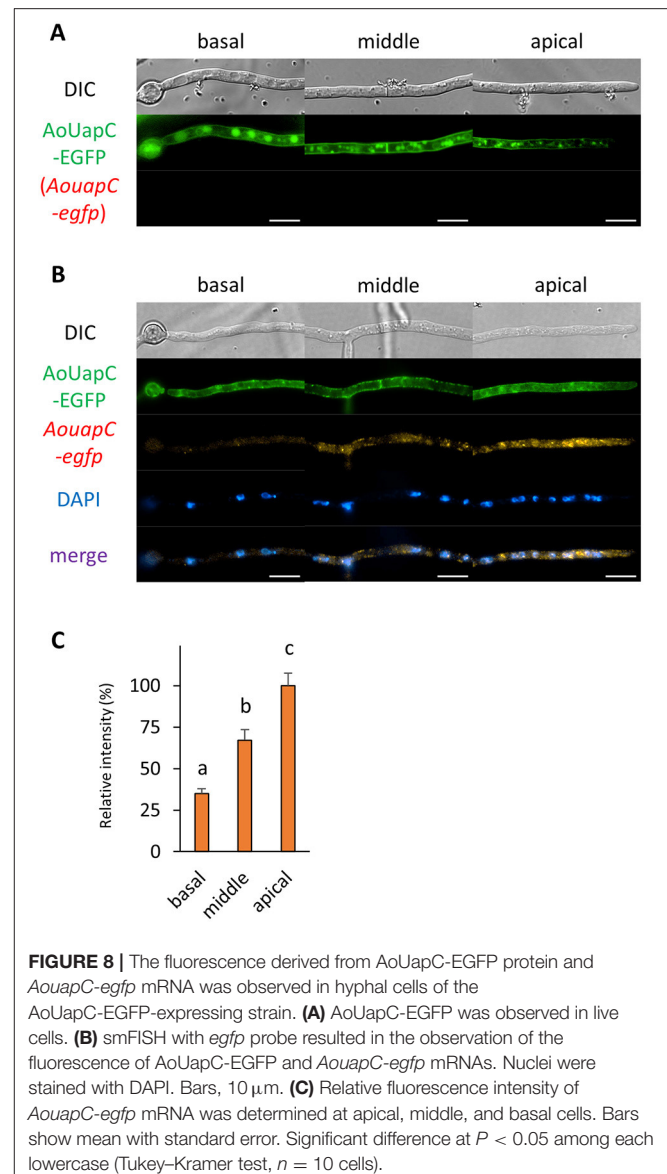 A
basal middle apical
DIC
AoUapC
-EGFP
(AouapC
-egfp)
B
basal middle apical
DIC
AoUapC
-EGFP
AouapC
-egfp
DAPI
merge
C
Relative intensity (%)
100
75
50
25
0
a
b
c
basal
middle
apical
FIGURE 8 | The fluorescence derived from AoUapC-EGFP protein and
AouapC-egfp mRNA was observed in hyphal cells of the
AoUapC-EGFP-expressing strain. (A) AoUapC-EGFP was observed in live
cells. (B) smFISH with egfp probe resulted in the observation of the
fluorescence of AoUapC-EGFP and AouapC-egfp mRNAs. Nuclei were
stained with DAPI. Bars, 10 μm. (C) Relative fluorescence intensity of
AouapC-egfp mRNA was determined at apical, middle, and basal cells. Bars
show mean with standard error. Significant difference at P < 0.05 among each
lowercase (Tukey–Kramer test, n = 10 cells).